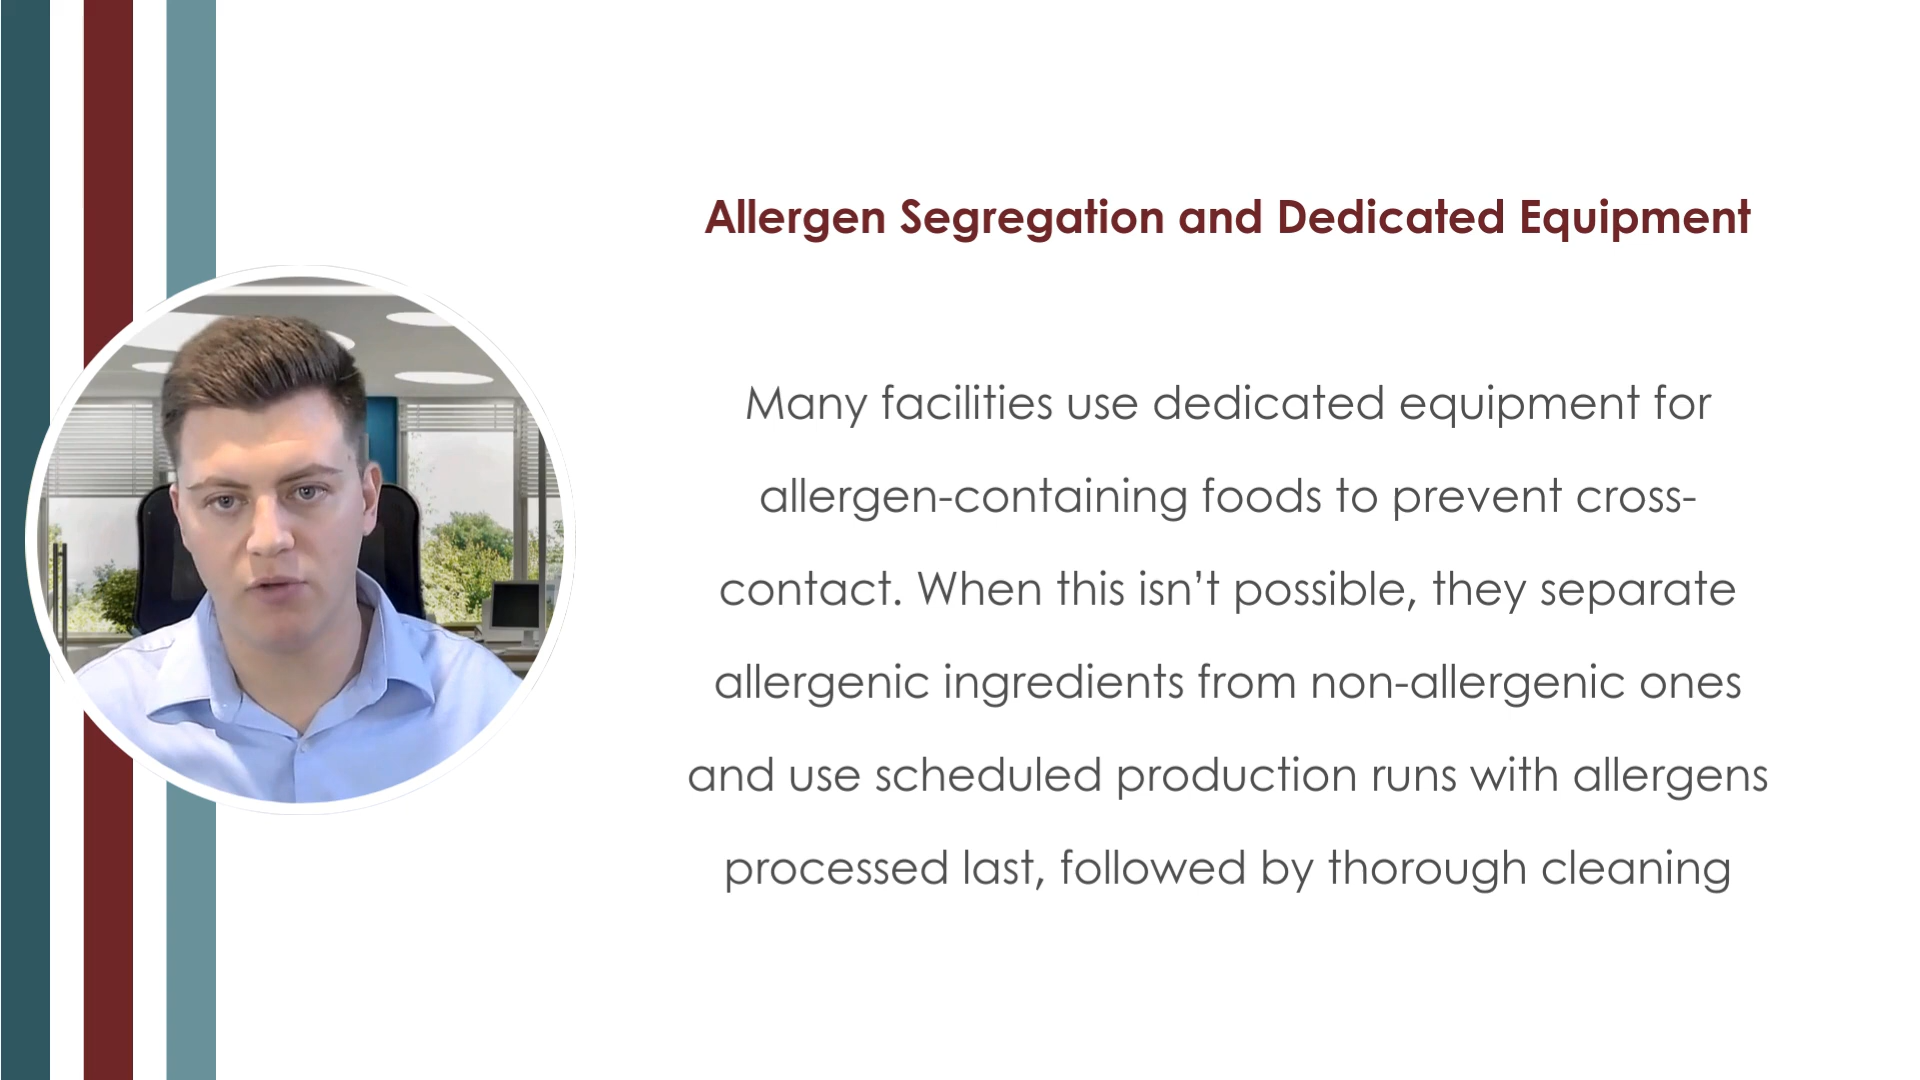 Allergen Segregation and Dedicated Equipment
Many facilities use dedicated equipment for
allergen-containing foods to prevent cross-
contact. When this isn’t possible, they separate
allergenic ingredients from non-allergenic ones
and use scheduled production runs with allergens
processed last, followed by thorough cleaning